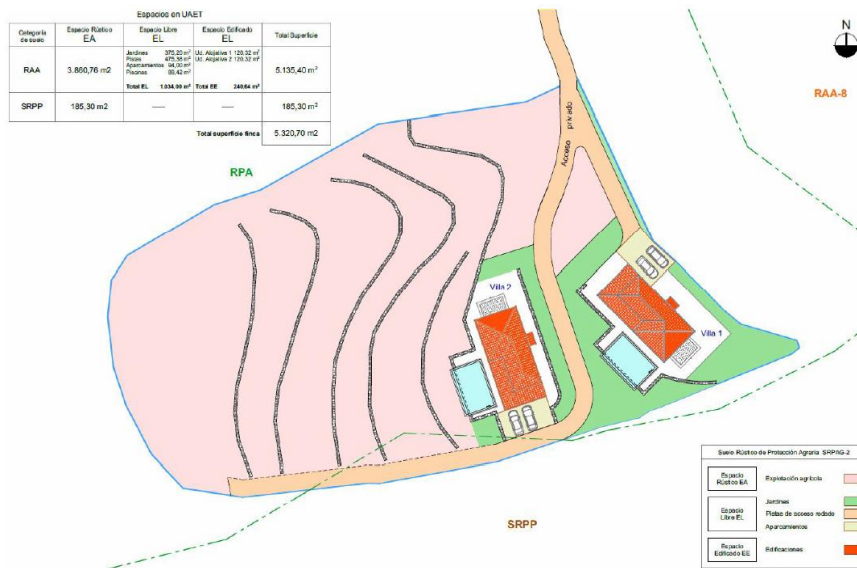 Espacios en UAET
Categoría de suelo
Espacio Rústico EA
Espacio Libre EL
Espacio Edificado EL
Total Superficie
RAA
3.860,76 m2
Jardines 375,20 m²
Pistas 475,38 m²
Aparcamientos 94,00 m²
Piscinas 89,42 m²
Total EL 1.034,00 m²
Ud. Alojativa 1 120,32 m²
Ud. Alojativa 2 120,32 m²
Total EE 240,64 m²
5.135,40 m²
SRPP
185,30 m2
185,30 m²
Total superficie finca
5.320,70 m2
N
RAA-8
RPA
Acceso privado
Villa 2
Villa 1
SRPP
Suelo Rústico de Protección Agraria SRPAG-2
Espacio Rústico EA
Explotación agrícola
Espacio Libre EL
Jardines
Pistas de acceso rodado
Aparcamientos
Espacio Edificado EE
Edificaciones